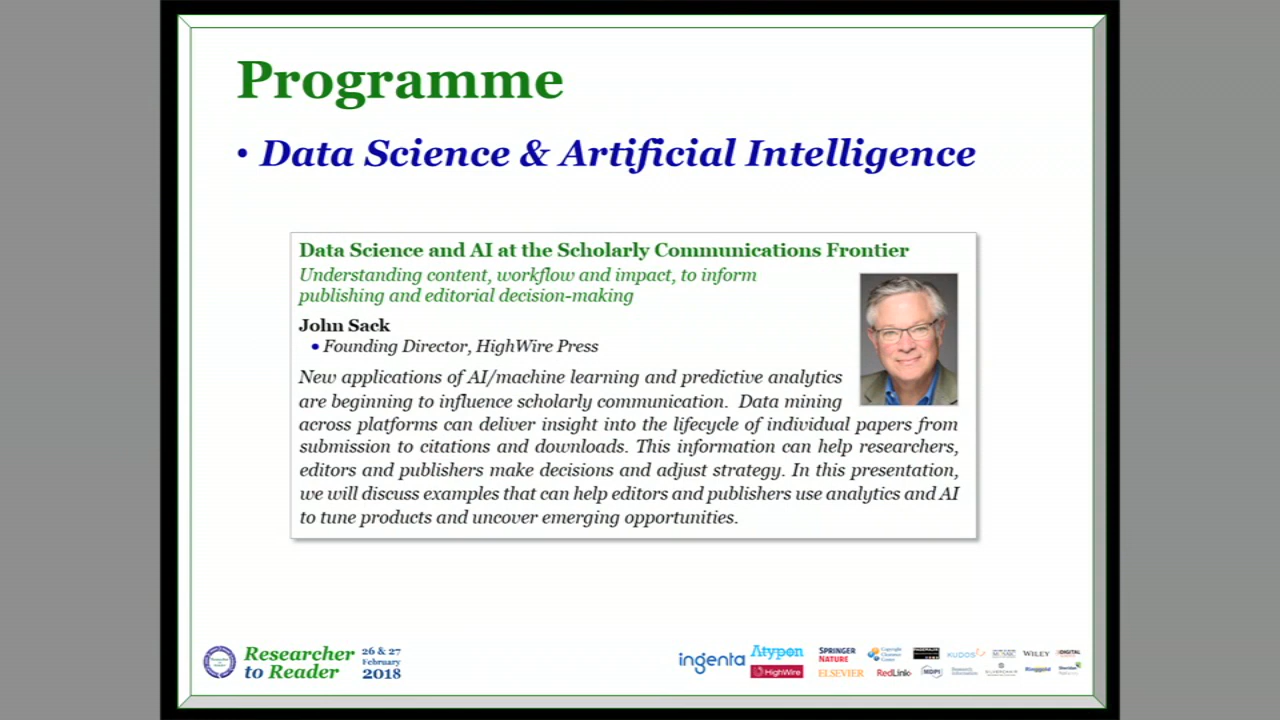 Programme
• Data Science & Artificial Intelligence
Data Science and AI at the Scholarly Communications Frontier
Understanding content, workflow and impact, to inform
publishing and editorial decision-making
John Sack
• Founding Director, HighWire Press
New applications of AI/machine learning and predictive analytics
are beginning to influence scholarly communication. Data mining
across platforms can deliver insight into the lifecycle of individual papers from
submission to citations and downloads. This information can help researchers,
editors and publishers make decisions and adjust strategy. In this presentation,
we will discuss examples that can help editors and publishers use analytics and AI
to tune products and uncover emerging opportunities.
Researcher
to Reader
26 & 27
February
2018
ingenta
Atypon
HighWire
SPRINGER
NATURE
ELSEVIER
Copyright
Clearance
Center
RedLink
MDPI
KUDOS
WILEY
DIGITAL